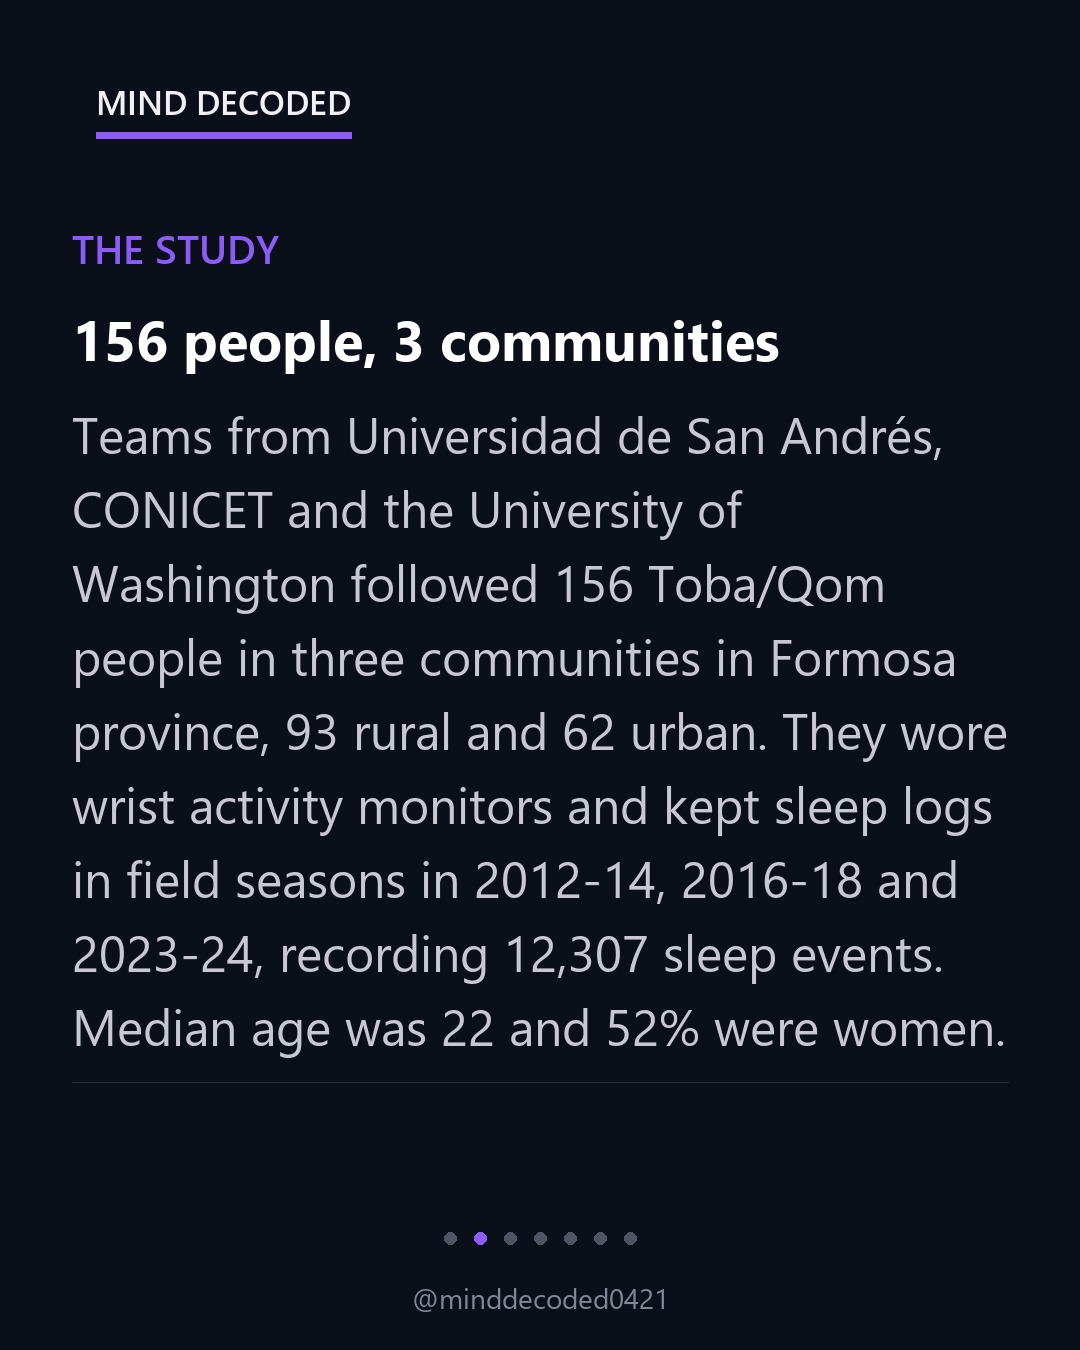 MIND DECODED
THE STUDY
156 people, 3 communities
Teams from Universidad de San Andrés,
CONICET and the University of
Washington followed 156 Toba/Qom
people in three communities in Formosa
province, 93 rural and 62 urban. They wore
wrist activity monitors and kept sleep logs
in field seasons in 2012-14, 2016-18 and
2023-24, recording 12,307 sleep events.
Median age was 22 and 52% were women.
@minddecoded0421